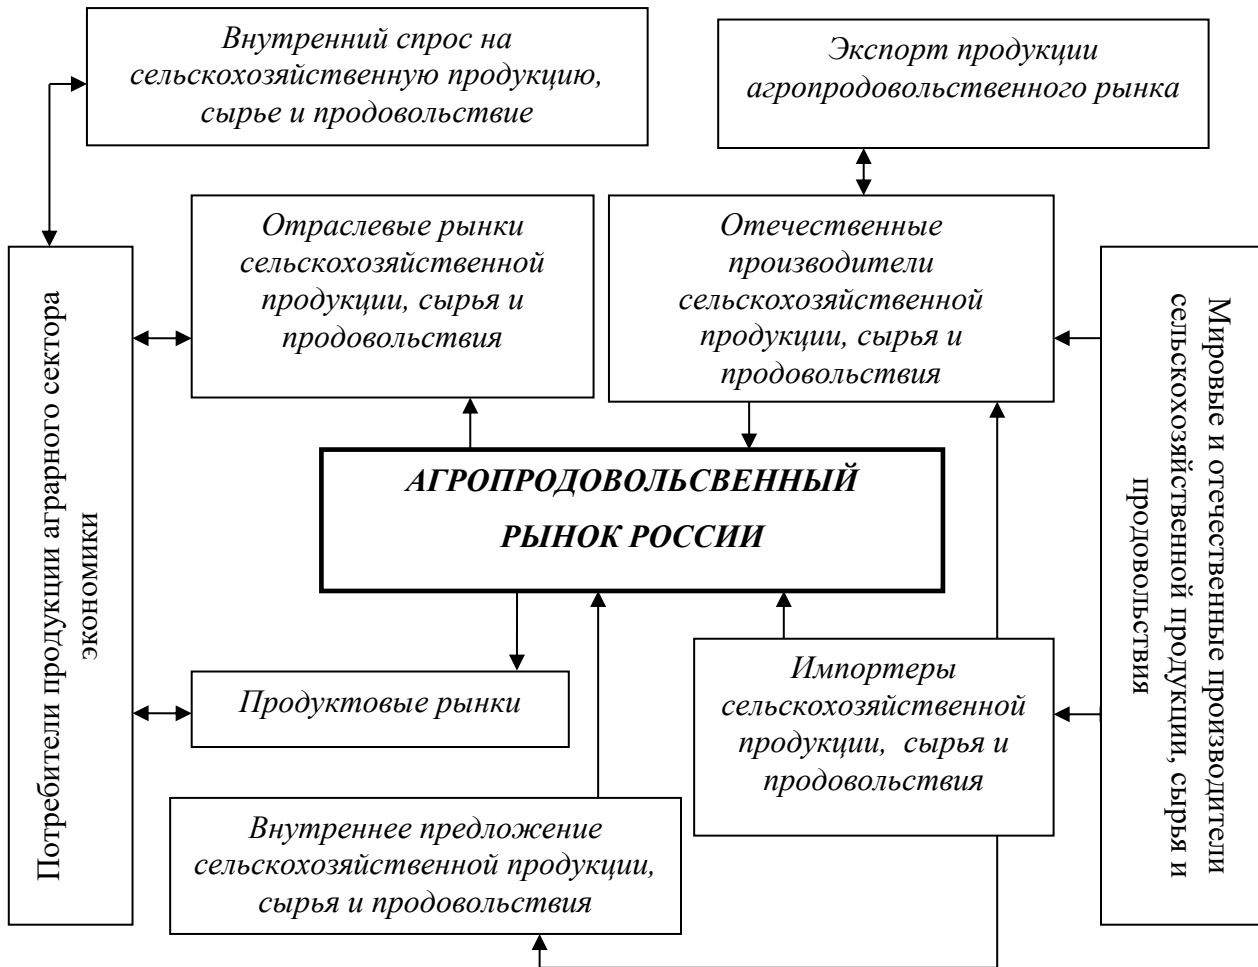 Внутренний спрос на
сельскохозяйственную продукцию,
сырье и продовольствие
Экспорт продукции
агропродовольственного рынка
Отраслевые рынки
сельскохозяйственной
продукции, сырья и
продовольствия
Отечественные
производители
сельскохозяйственной
продукции, сырья и
продовольствия
Потребители продукции аграрного сектора
экономики
Мировые и отечественные производители
сельскохозяйственной продукции, сырья и
продовольствия
АГРОПРОДОВОЛЬСВЕННЫЙ
РЫНОК РОССИИ
Продуктовые рынки
Импортеры
сельскохозяйственной
продукции, сырья и
продовольствия
Внутреннее предложение
сельскохозяйственной продукции,
сырья и продовольствия